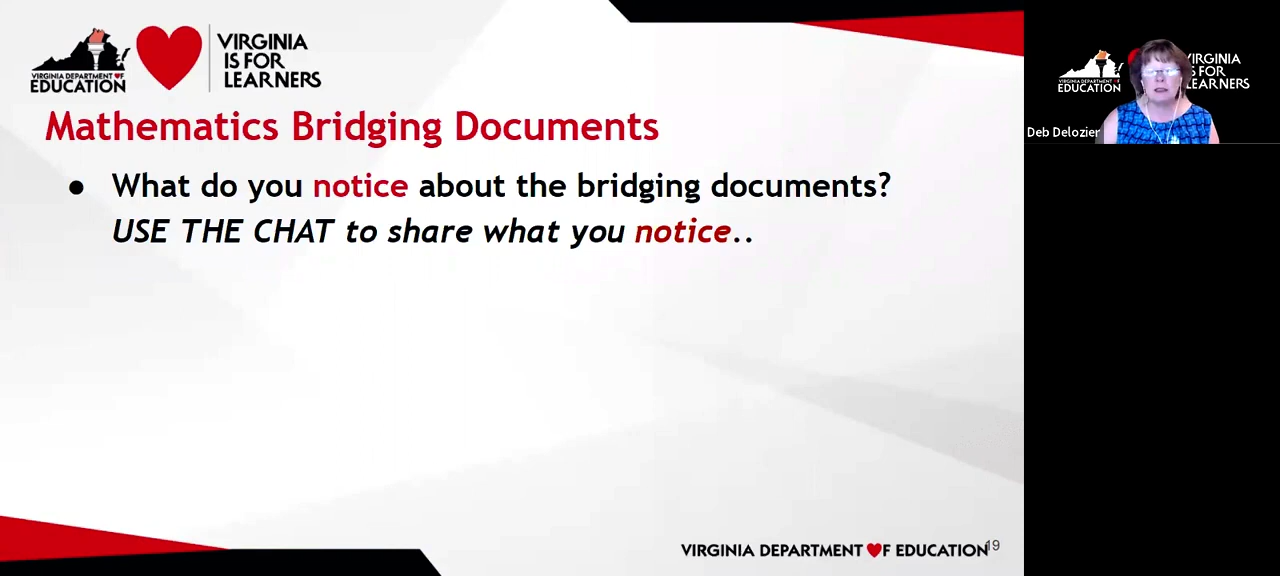 VIRGINIA DEPARTMENT OF
EDUCATION
VIRGINIA
IS FOR
LEARNERS
Mathematics Bridging Documents
● What do you notice about the bridging documents?
USE THE CHAT to share what you notice..
VIRGINIA DEPARTMENT OF EDUCATION
19
VIRGINIA DEPARTMENT OF
EDUCATION
VIRGINIA
IS FOR
LEARNERS
Deb Delozier